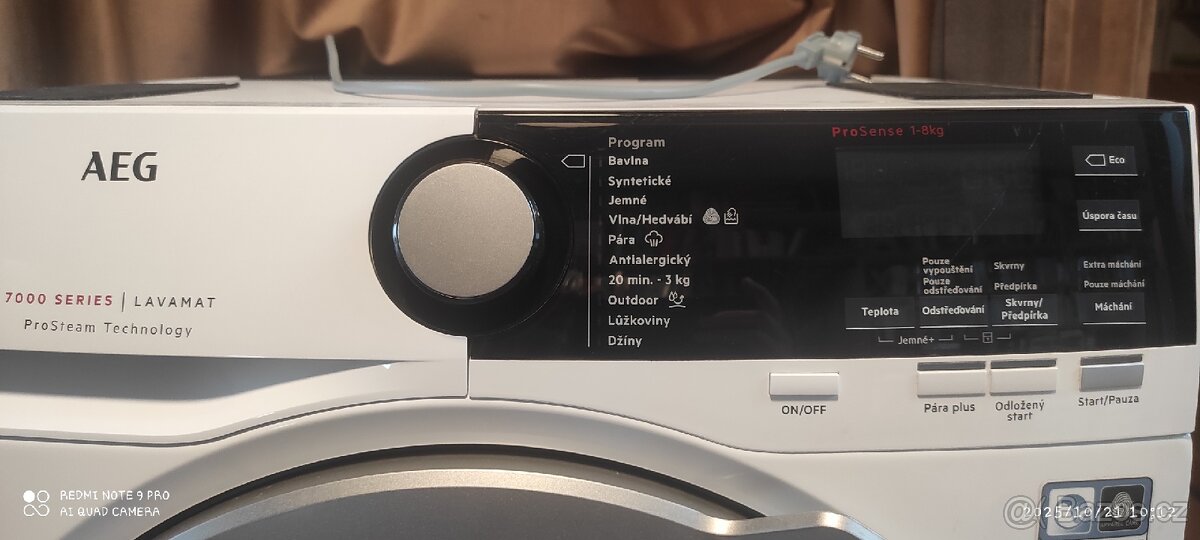 AEG
7000 SERIES | LAVAMAT
ProSteam Technology
Program
Bavlna
Syntetické
Jemné
Vlna/Hedvábí
Pára
Antialergický
20 min. - 3 kg
Outdoor
Lůžkoviny
Džíny
ProSense 1-8kg
Eco
Úspora času
Pouze vypouštění
Pouze odstřeďování
Skvrny
Předpírka
Extra máchání
Pouze máchání
Teplota
Odstřeďování
Skvrny/
Předpírka
Máchání
Jemné+
ON/OFF
Pára plus
Odložený
start
Start/Pauza
REDMI NOTE 9 PRO
AI QUAD CAMERA
2025/10/21 10:12